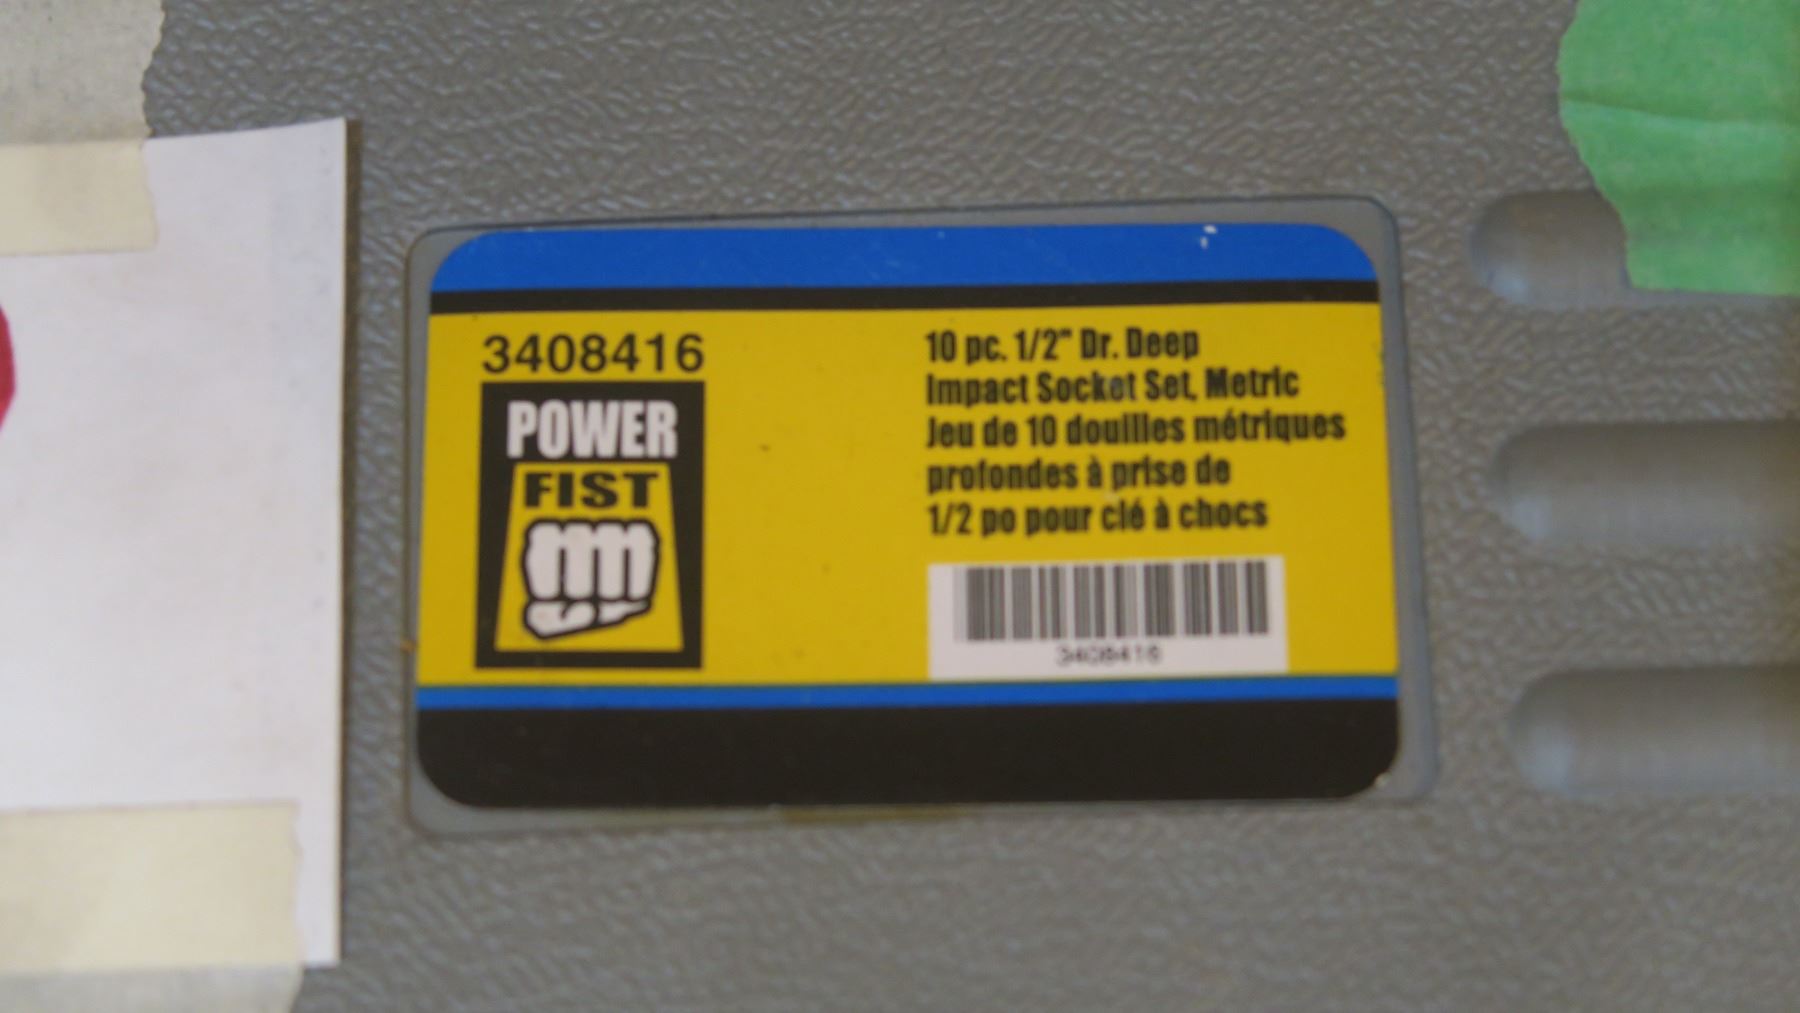 3408416
POWER
FIST
10 pc. 1/2" Dr. Deep
Impact Socket Set, Metric
Jeu de 10 douilles métriques
profondes à prise de
1/2 po pour clé à chocs
3408416